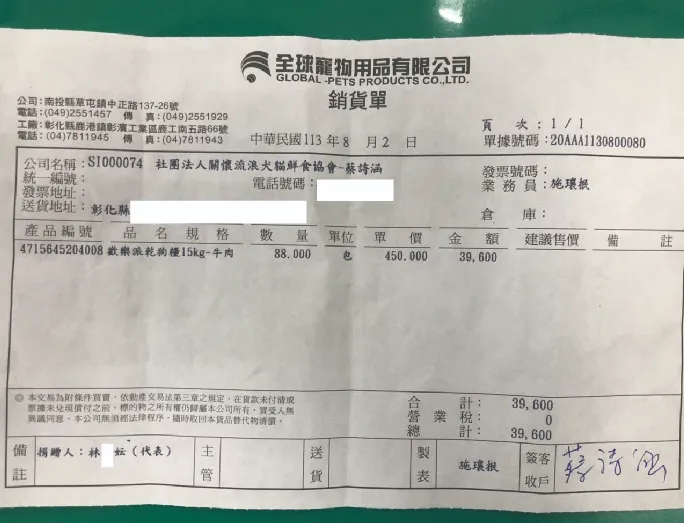 全球寵物用品有限公司
GLOBAL -PETS PRODUCTS CO.,LTD.
銷貨單
公司:南投縣草屯鎮中正路137-26號
電話:(049)2551457 傳真:(049)2551929
工廠:彰化縣鹿港鎮彰濱工業區鹿工南五路66號
電話:(04)7811945 傳真:(04)7811943
中華民國113年8月2日
頁次:1/1
單據號碼:20AAA1130800080
公司名稱:SI000074 社團法人關懷流浪犬貓鮮食協會-蔡諱涵
統一編號:
電話號碼:
發票地址:
送貨地址:彰化縣
發票號碼:
業務員:施瓌拫
倉庫:
產品編號 品名規格 數量 單位 單價 金額 建議售價 備註
4715645204008 歡樂派乾狗糧15kg-牛肉 88.000 包 450.000 39,600
◎本交易為附條件買賣,依動產交易法第三章之規定,在貨款未付清或
票據未兌現償付之前,標的物之所有權仍歸屬本公司所有,買受人無
異議同意,本公司無須經法律程序,隨時取回本貨品替代物清償。
合計: 39,600
營業稅: 0
總計: 39,600
備註 捐贈人:林 妘(代表) 主管 送貨 製表 施瓌拫 客戶簽收